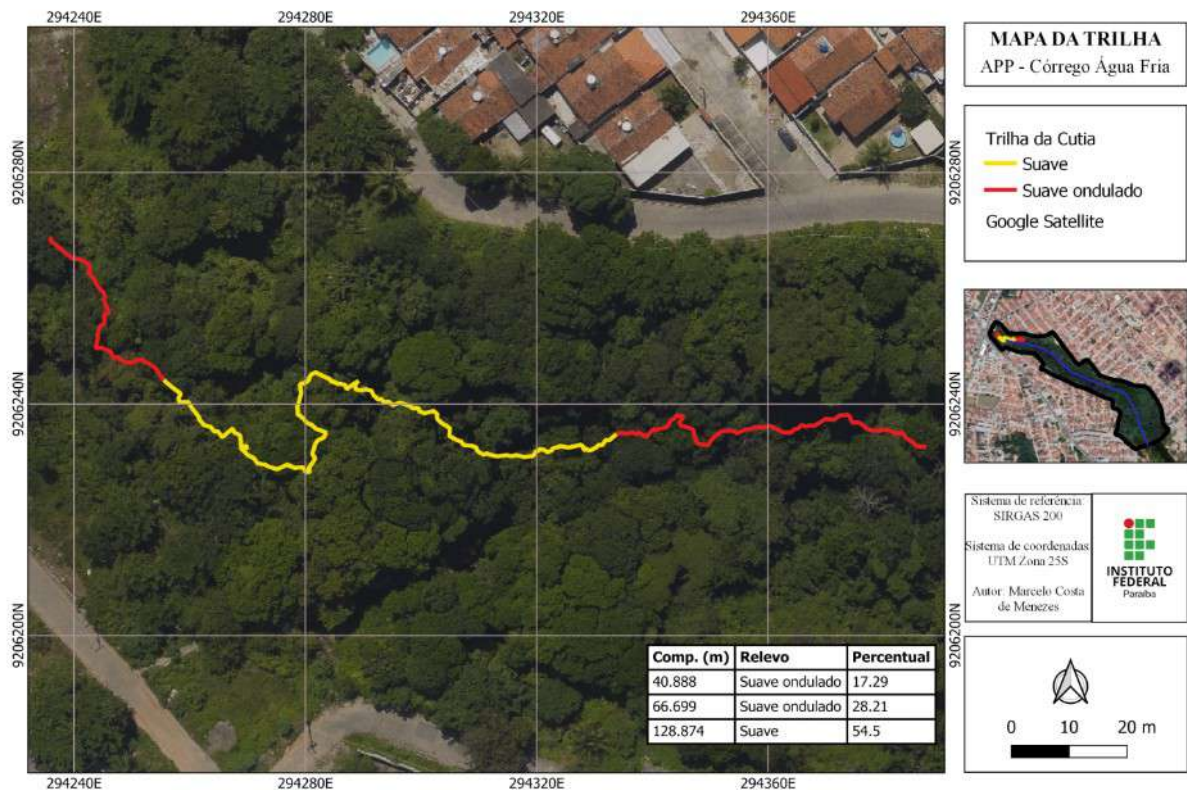 294240E 294280E 294320E 294360E
9206280N 9206280N
9206240N 9206240N
9206200N 9206200N
294240E 294280E 294320E 294360E
Comp. (m) Relevo Percentual
40.888 Suave ondulado 17.29
66.699 Suave ondulado 28.21
128.874 Suave 54.5
MAPA DA TRILHA
APP - Córrego Água Fria
Trilha da Cutia
Suave
Suave ondulado
Google Satellite
Sistema de referência:
SIRGAS 200
Sistema de coordenadas
UTM Zona 25S
Autor: Marcelo Costa
de Menezes
INSTITUTO
FEDERAL
Paraíba
0 10 20 m